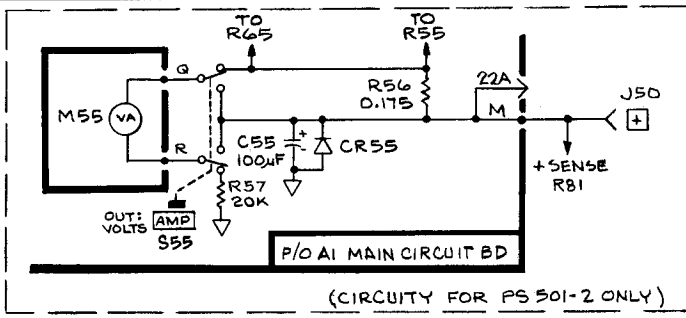 TO
R65
TO
R55
Q
M55
VA
R
R56
0.175
22A
M
J50
+
C55
100µF
+
-
CR55
+SENSE
R81
R57
20K
OUT:
VOLTS
AMP
S55
P/O A1 MAIN CIRCUIT BD
(CIRCUITY FOR PS 501-2 ONLY)